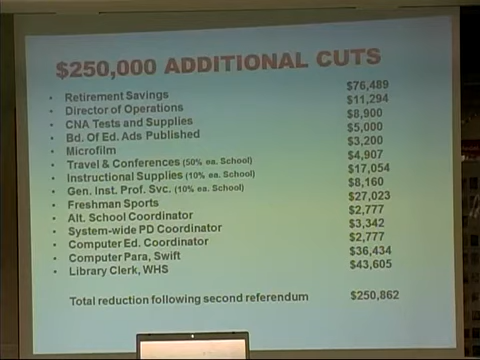 $250,000 ADDITIONAL CUTS
• Retirement Savings $76,489
• Director of Operations $11,294
• CNA Tests and Supplies $8,900
• Bd. Of Ed. Ads Published $5,000
• Microfilm $3,200
• Travel & Conferences (50% ea. School) $4,907
• Instructional Supplies (10% ea. School) $17,054
• Gen. Inst. Prof. Svc. (10% ea. School) $8,160
• Freshman Sports $27,023
• Alt. School Coordinator $2,777
• System-wide PD Coordinator $3,342
• Computer Ed. Coordinator $2,777
• Computer Para, Swift $36,434
• Library Clerk, WHS $43,605
Total reduction following second referendum $250,862